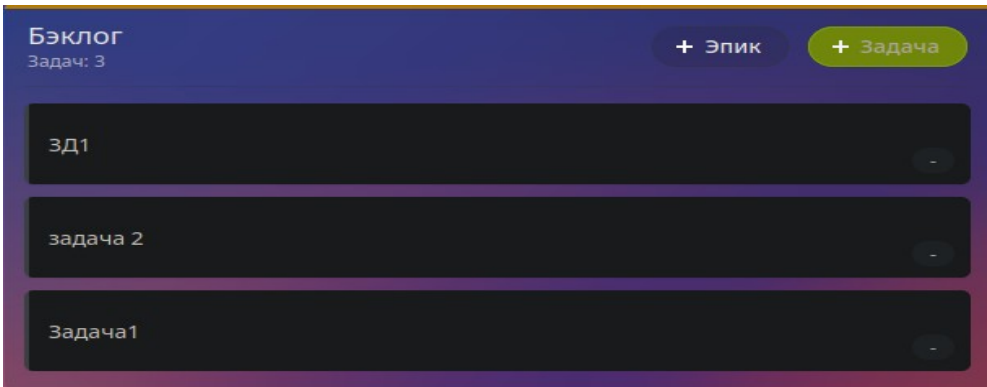 Бэклог
Задач: 3
+ Эпик
+ Задача
ЗД1
-
задача 2
-
Задача1
-